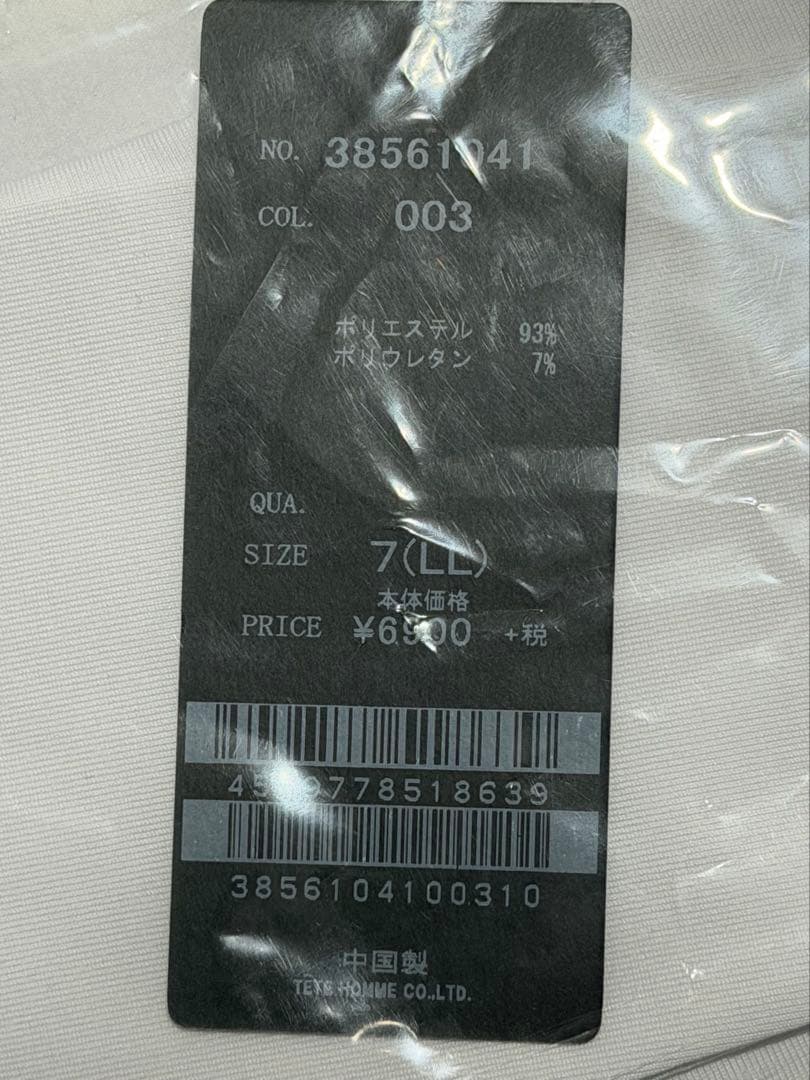 NO. 38561041
COL. 003
ポリエステル 93%
ポリウレタン 7%
QUA.
SIZE 7(LL)
本体価格
PRICE ¥6900 +税
3856104100310
中国製
TETE HOMME CO.,LTD.